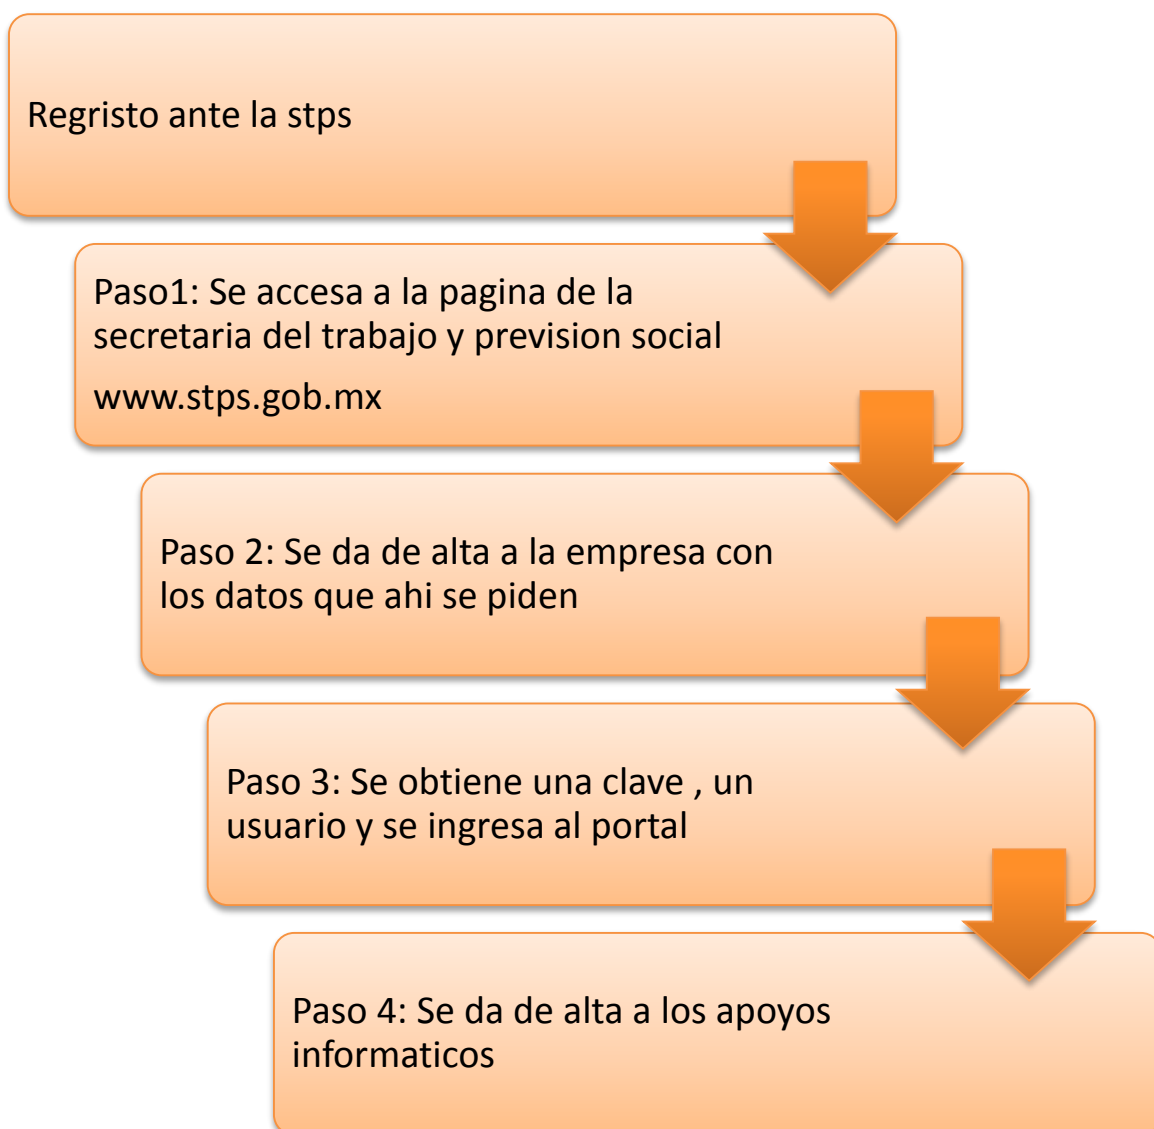 Regristo ante la stps
Paso1: Se accesa a la pagina de la
secretaria del trabajo y prevision social
www.stps.gob.mx
Paso 2: Se da de alta a la empresa con
los datos que ahi se piden
Paso 3: Se obtiene una clave , un
usuario y se ingresa al portal
Paso 4: Se da de alta a los apoyos
informaticos